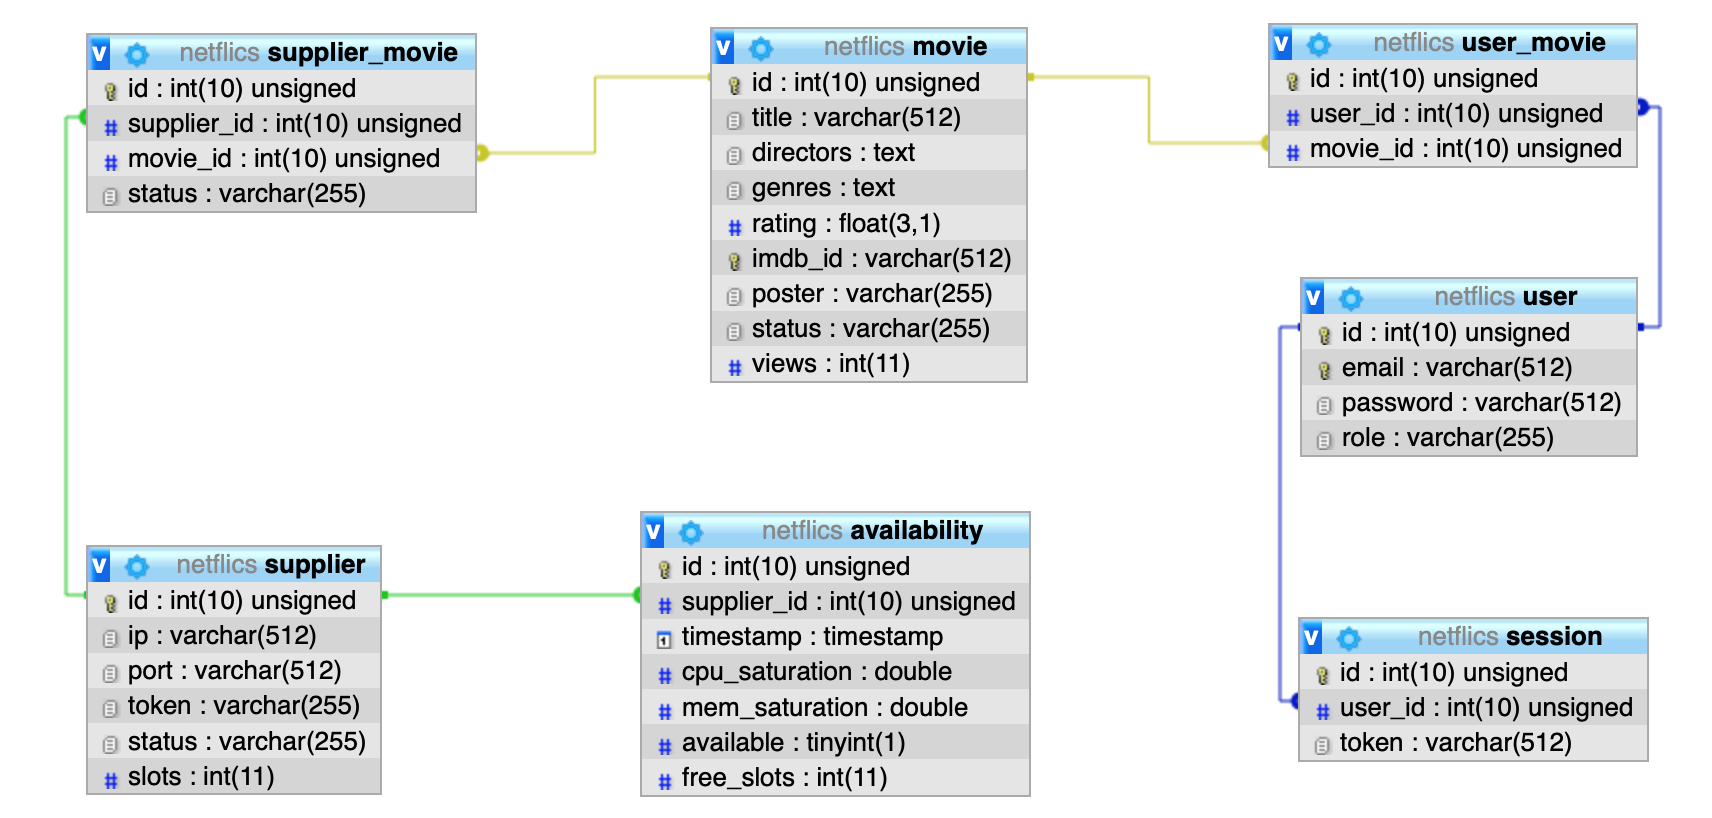 v netflics supplier_movie
id : int(10) unsigned
supplier_id : int(10) unsigned
movie_id : int(10) unsigned
status : varchar(255)
v netflics movie
id : int(10) unsigned
title : varchar(512)
directors : text
genres : text
rating : float(3,1)
imdb_id : varchar(512)
poster : varchar(255)
status : varchar(255)
views : int(11)
v netflics user_movie
id : int(10) unsigned
user_id : int(10) unsigned
movie_id : int(10) unsigned
v netflics user
id : int(10) unsigned
email : varchar(512)
password : varchar(512)
role : varchar(255)
v netflics supplier
id : int(10) unsigned
ip : varchar(512)
port : varchar(512)
token : varchar(255)
status : varchar(255)
slots : int(11)
v netflics availability
id : int(10) unsigned
supplier_id : int(10) unsigned
timestamp : timestamp
cpu_saturation : double
mem_saturation : double
available : tinyint(1)
free_slots : int(11)
v netflics session
id : int(10) unsigned
user_id : int(10) unsigned
token : varchar(512)